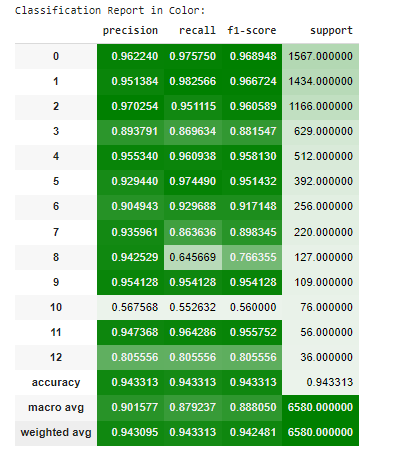 Classification Report in Color:
precision recall f1-score support
0 0.962240 0.975750 0.968948 1567.000000
1 0.951384 0.982566 0.966724 1434.000000
2 0.970254 0.951115 0.960589 1166.000000
3 0.893791 0.869634 0.881547 629.000000
4 0.955340 0.960938 0.958130 512.000000
5 0.929440 0.974490 0.951432 392.000000
6 0.904943 0.929688 0.917148 256.000000
7 0.935961 0.863636 0.898345 220.000000
8 0.942529 0.645669 0.766355 127.000000
9 0.954128 0.954128 0.954128 109.000000
10 0.567568 0.552632 0.560000 76.000000
11 0.947368 0.964286 0.955752 56.000000
12 0.805556 0.805556 0.805556 36.000000
accuracy 0.943313 0.943313 0.943313 0.943313
macro avg 0.901577 0.879237 0.888050 6580.000000
weighted avg 0.943095 0.943313 0.942481 6580.000000